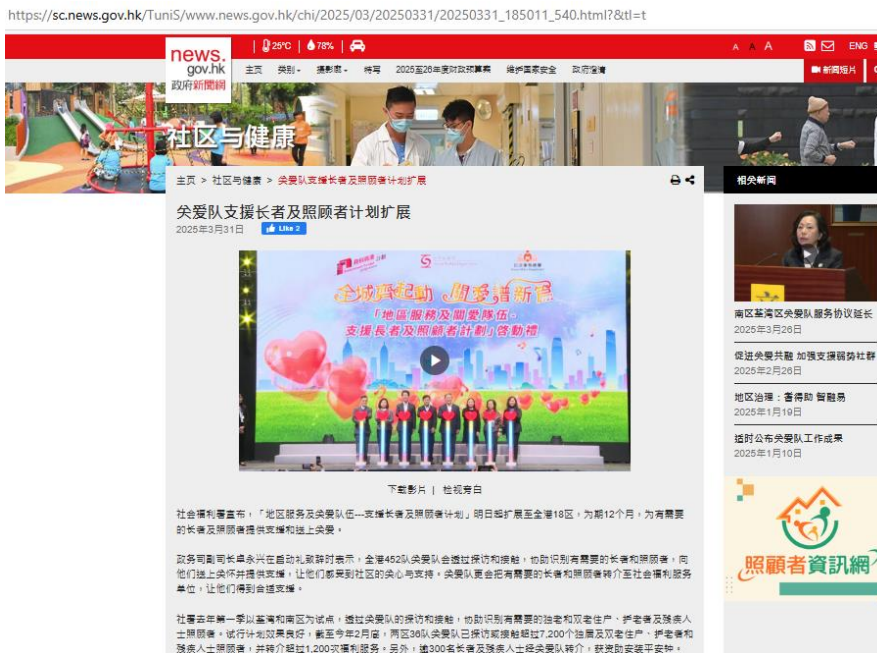 https://sc.news.gov.hk/TuniS/www.news.gov.hk/chi/2025/03/20250331/20250331_185011_540.html?&tl=t
25°C | 78% |
A A A
ENG
news.
gov.hk
政府新聞網
主页 类别 摄影廊 特写 2025至26年度财政预算案 维护国家安全 政府澄清
新闻短片
社区与健康
主页 > 社区与健康 > 关爱队支援长者及照顾者计划扩展
相关新闻
关爱队支援长者及照顾者计划扩展
2025年3月31日 Like 2
全城齊起動 關愛譜新篇
「地區服務及關愛隊伍-
支援長者及照顧者計劃」啓動禮
南区荃湾区关爱队服务协议延长
2025年3月26日
促进关爱共融 加强支援弱势社群
2025年2月26日
地区治理：耆得助 智融易
2025年1月19日
适时公布关爱队工作成果
2025年1月10日
下载影片 | 检视旁白
社会福利署宣布，「地区服务及关爱队伍—支援长者及照顾者计划」明日起扩展至全港18区，为期12个月，为有需要
的长者及照顾者提供支援和送上关爱。
政务司副司长卓永兴在启动礼致辞时表示，全港452队关爱队会透过探访和接触，协助识别有需要的长者和照顾者，向
他们送上关怀并提供支援，让他们感受到社区的关心与支持。关爱队更会把有需要的长者和照顾者转介至社会福利服务
单位，让他们得到合适支援。
社署去年第一季以荃湾和南区为试点，透过关爱队的探访和接触，协助识别有需要的独老和双老住户、护老者及残疾人
士照顾者。试行计划效果良好，截至今年2月底，两区36队关爱队已探访或接触超过7,200个独居及双老住户、护老者和
残疾人士照顾者，并转介超过1,200次福利服务。另外，逾300名长者及残疾人士经关爱队转介，获资助安装平安钟。
照顧者資訊網